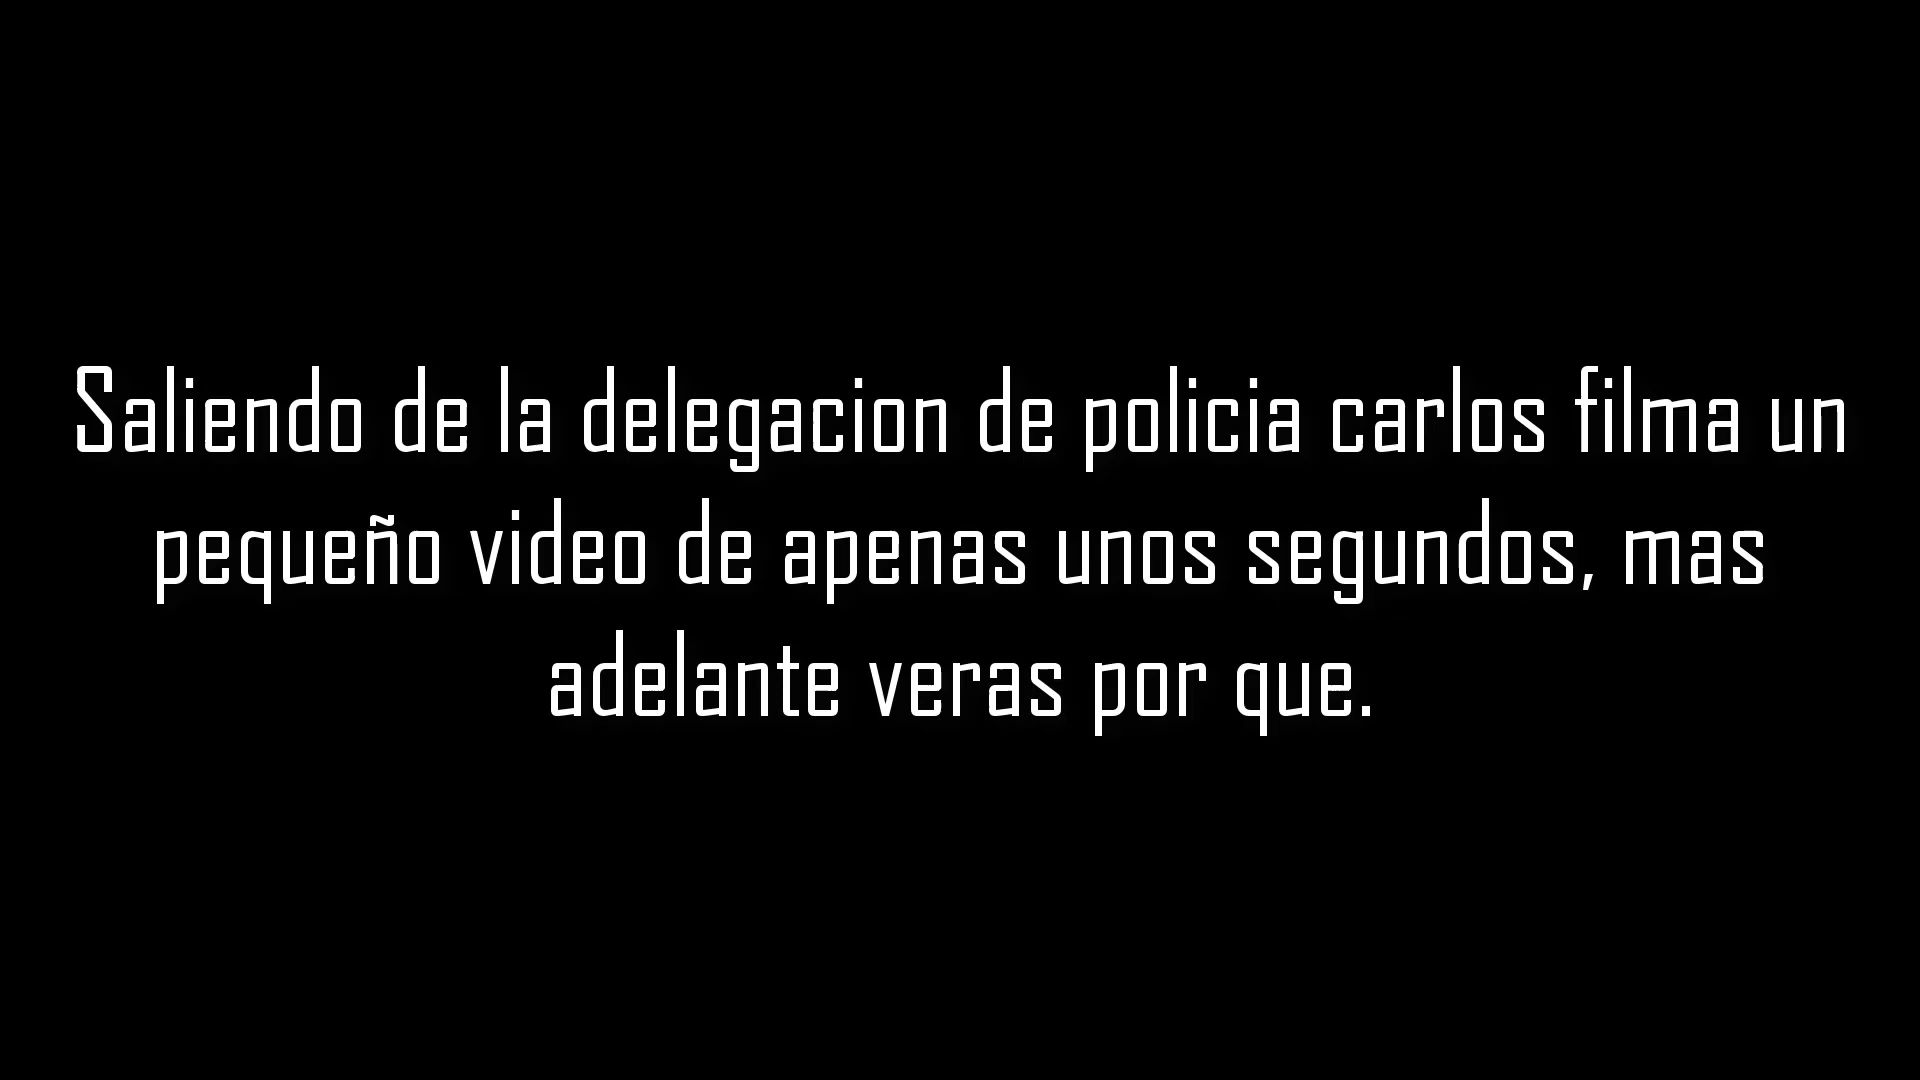 Saliendo de la delegacion de policia carlos filma un
pequeño video de apenas unos segundos, mas
adelante veras por que.